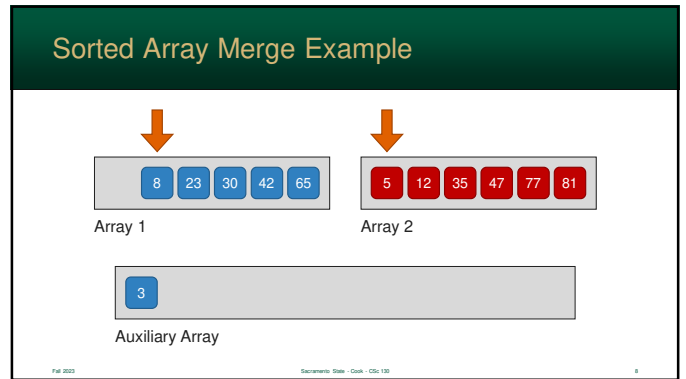 Sorted Array Merge Example
8 23 30 42 65
5 12 35 47 77 81
Array 1
Array 2
3
Auxiliary Array
Fall 2023
Sacramento State - Cook - CSc 130
8